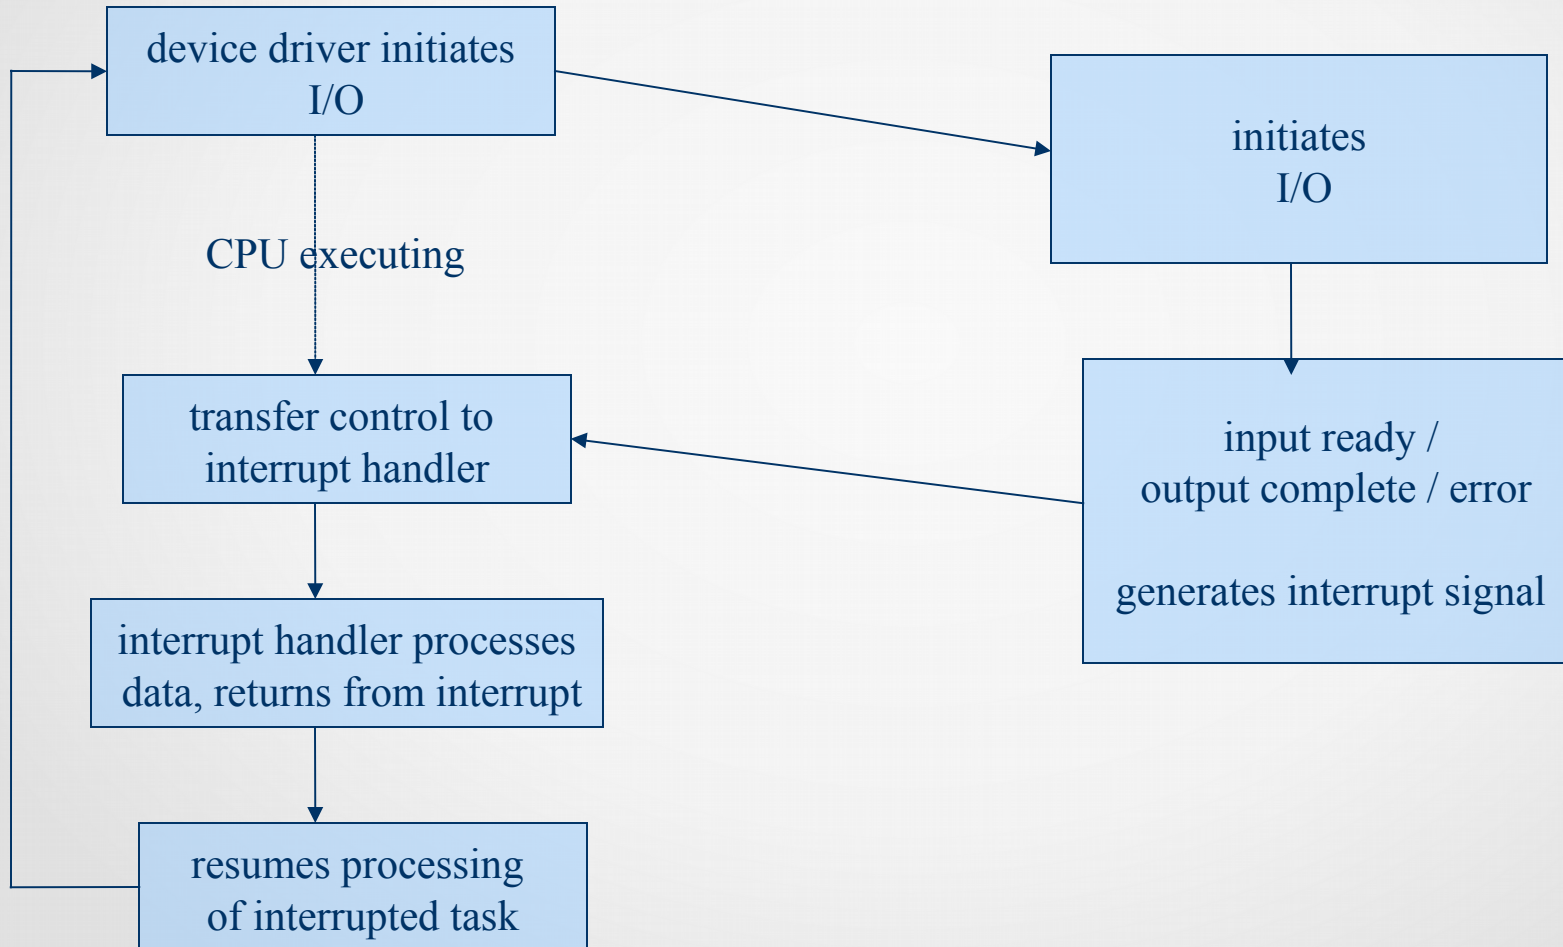 device driver initiates
I/O
initiates
I/O
CPU executing
transfer control to
interrupt handler
input ready /
output complete / error
generates interrupt signal
interrupt handler processes
data, returns from interrupt
resumes processing
of interrupted task